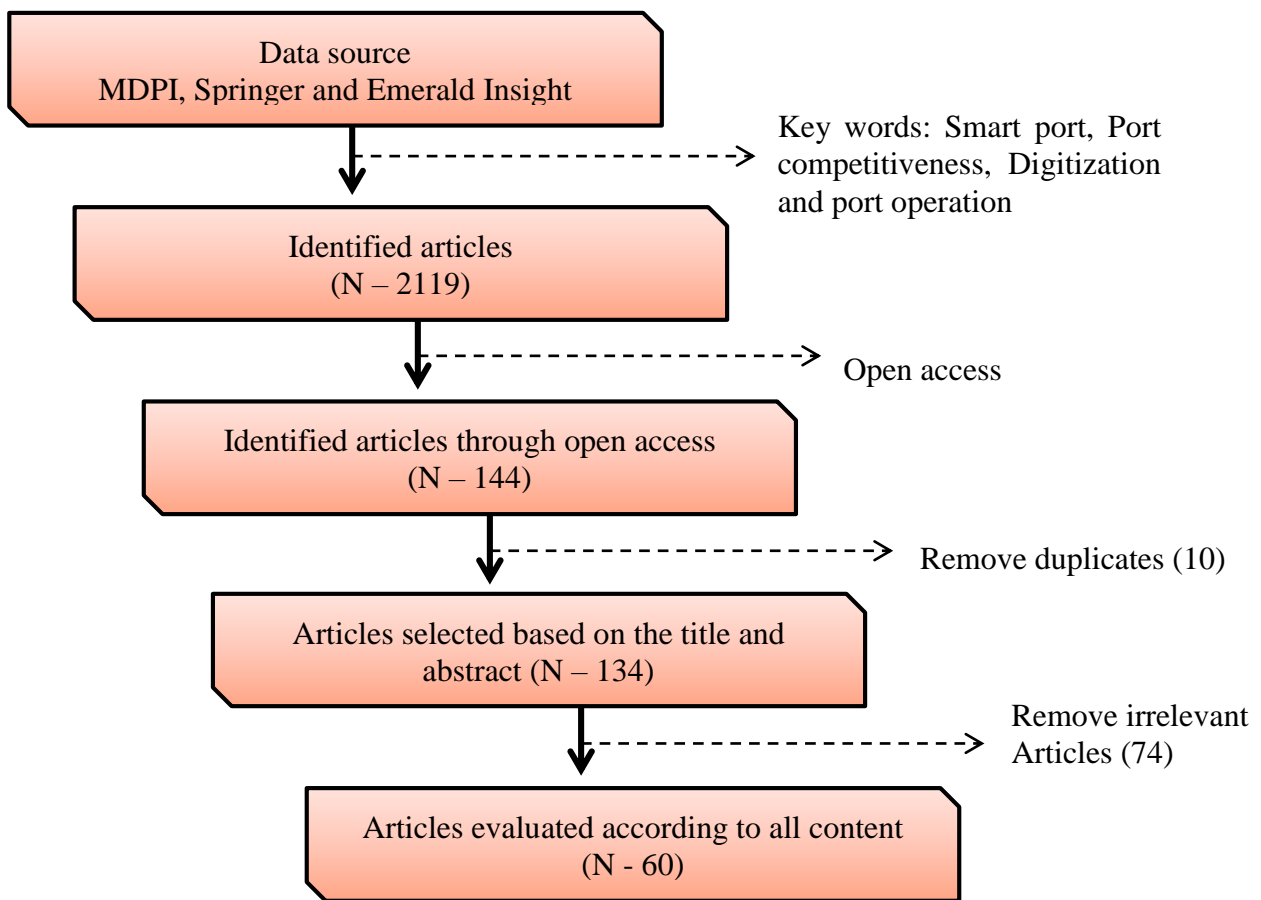 Data source
MDPI, Springer and Emerald Insight
Key words: Smart port, Port
competitiveness, Digitization
and port operation
Identified articles
(N – 2119)
Open access
Identified articles through open access
(N – 144)
Remove duplicates (10)
Articles selected based on the title and
abstract (N – 134)
Remove irrelevant
Articles (74)
Articles evaluated according to all content
(N - 60)